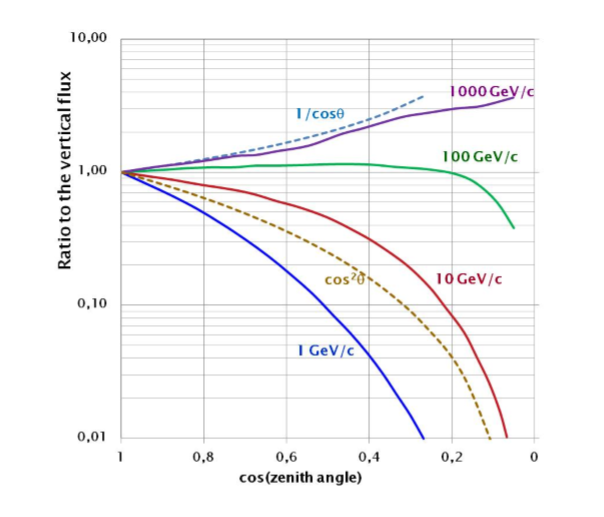 10,00
1,00
0,10
0,01
Ratio to the vertical flux
1/cosθ
1000 GeV/c
100 GeV/c
cos²θ
10 GeV/c
1 GeV/c
1 0,8 0,6 0,4 0,2 0
cos(zenith angle)